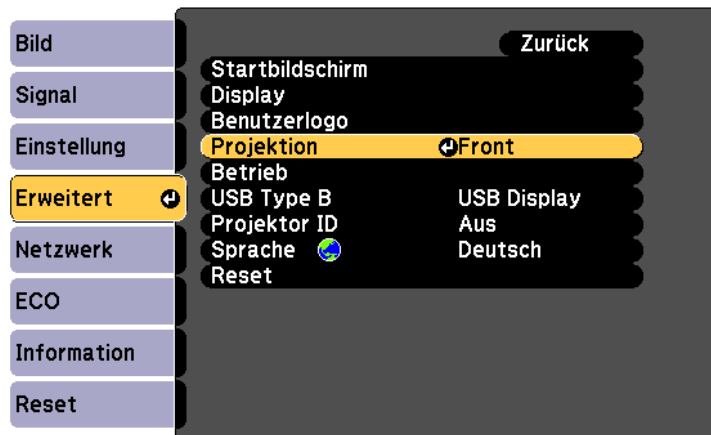 Bild
Signal
Einstellung
Erweitert
Netzwerk
ECO
Information
Reset
Zurück
Startbildschirm
Display
Benutzerlogo
Projektion Front
Betrieb
USB Type B USB Display
Projektor ID Aus
Sprache Deutsch
Reset